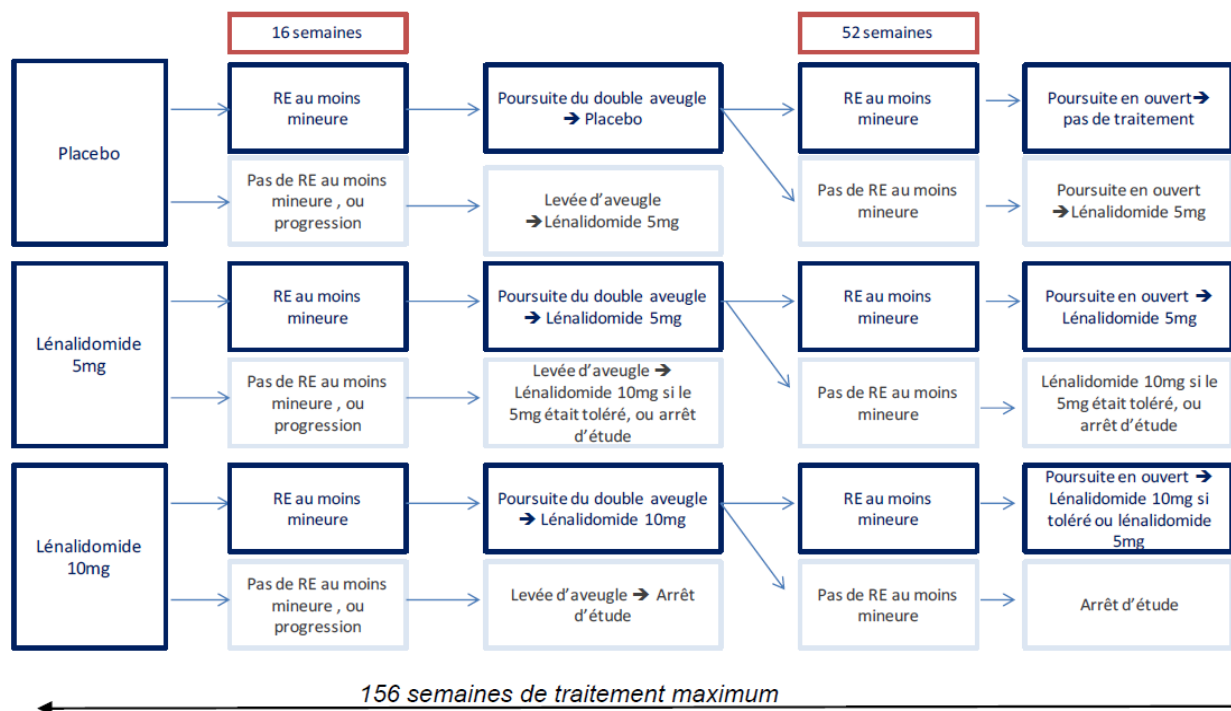 16 semaines
52 semaines
Placebo
RE au moins
mineure
Poursuite du double aveugle
➔ Placebo
RE au moins
mineure
Poursuite en ouvert➔
pas de traitement
Pas de RE au moins
mineure , ou
progression
Levée d’aveugle
➔Lénalidomide 5mg
Pas de RE au moins
mineure
Poursuite en ouvert
➔Lénalidomide 5mg
Lénalidomide
5mg
RE au moins
mineure
Poursuite du double aveugle
➔ Lénalidomide 5mg
RE au moins
mineure
Poursuite en ouvert ➔
Lénalidomide 5mg
Pas de RE au moins
mineure , ou
progression
Levée d’aveugle ➔
Lénalidomide 10mg si le
5mg était toléré, ou arrêt
d’étude
Pas de RE au moins
mineure
Lénalidomide 10mg si le
5mg était toléré, ou
arrêt d’étude
Lénalidomide
10mg
RE au moins
mineure
Poursuite du double aveugle
➔ Lénalidomide 10mg
RE au moins
mineure
Poursuite en ouvert ➔
Lénalidomide 10mg si
toléré ou lénalidomide
5mg
Pas de RE au moins
mineure , ou
progression
Levée d’aveugle ➔ Arrêt
d’étude
Pas de RE au moins
mineure
Arrêt d’étude
156 semaines de traitement maximum